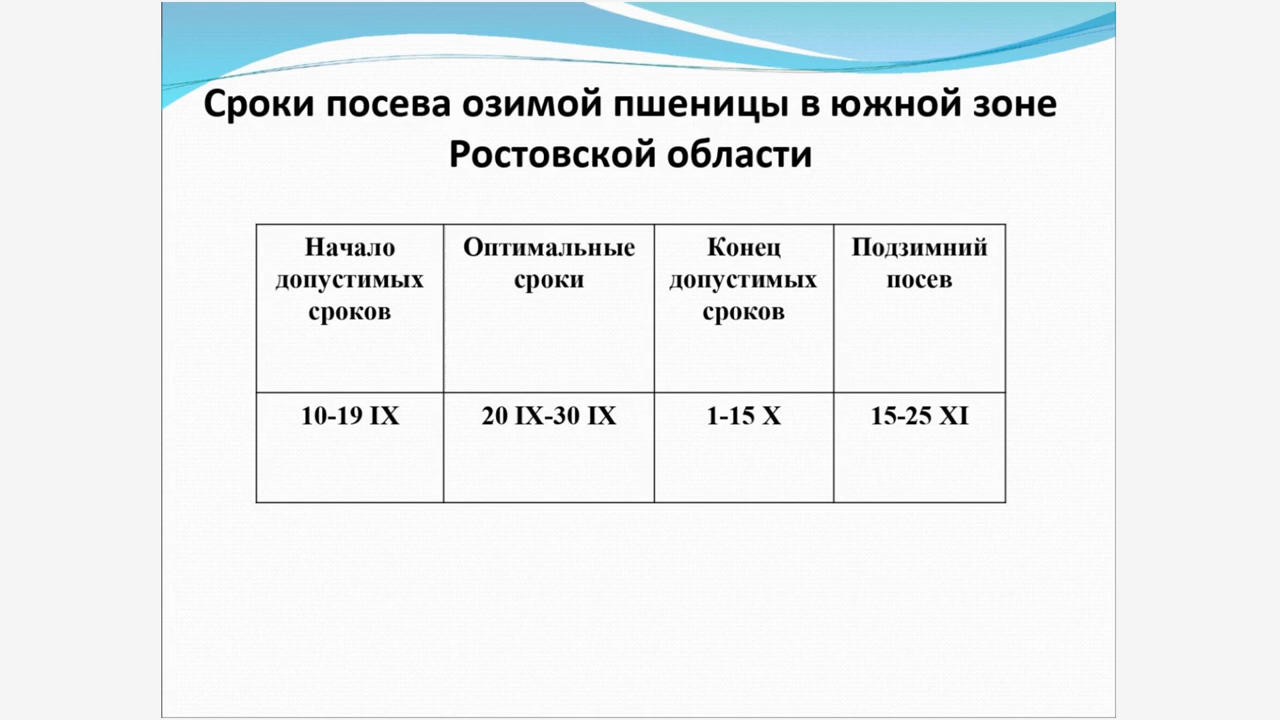 Сроки посева озимой пшеницы в южной зоне
Ростовской области
Начало
допустимых
сроков
Оптимальные
сроки
Конец
допустимых
сроков
Подзимний
посев
10-19 IX
20 IX-30 IX
1-15 X
15-25 XI